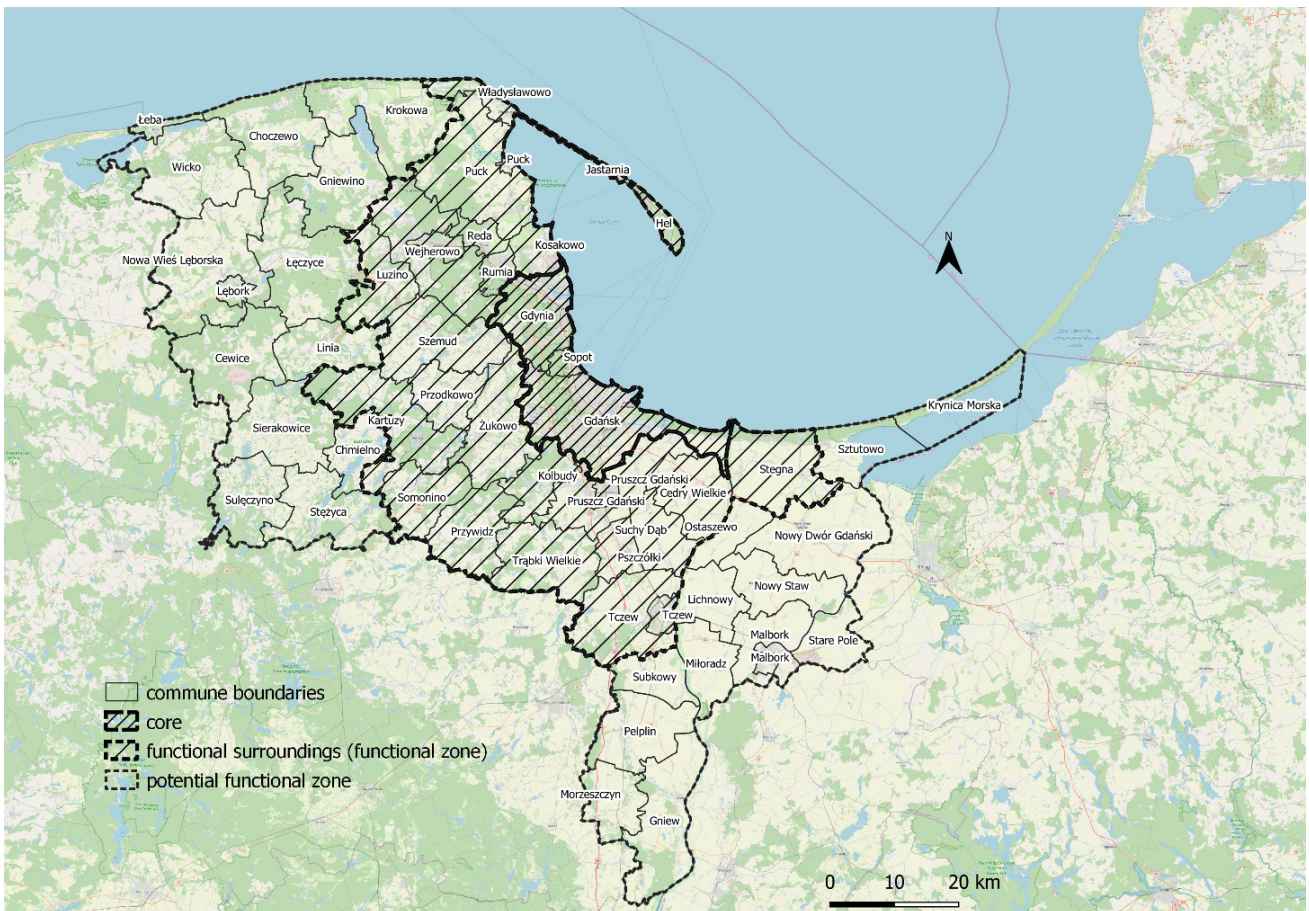 Władysławowo
Krokowa
Łeba
Choczewo
Wicko
Puck
Puck
Jastarnia
Gniewino
Hel
Reda
Kosakowo
N
Wejherowo
Nowa Wieś Lęborska
Łęczyce
Rumia
Luzino
Lębork
Gdynia
Szemud
Linia
Cewice
Sopot
Przodkowo
Krynica Morska
Kartuzy
Gdańsk
Sierakowice
Żukowo
Chmielno
Sztutowo
Stegna
Kolbudy
Pruszcz Gdański
Cedry Wielkie
Somonino
Sulęczyno
Pruszcz Gdański
Stężyca
Ostaszewo
Suchy Dąb
Przywidz
Nowy Dwór Gdański
Pszczółki
Trąbki Wielkie
Nowy Staw
Lichnowy
Tczew
Tczew
Malbork
Stare Pole
Malbork
Miłoradz
Subkowy
commune boundaries
core
Pelplin
functional surroundings (functional zone)
potential functional zone
Morzeszczyn
Gniew
0 10 20 km